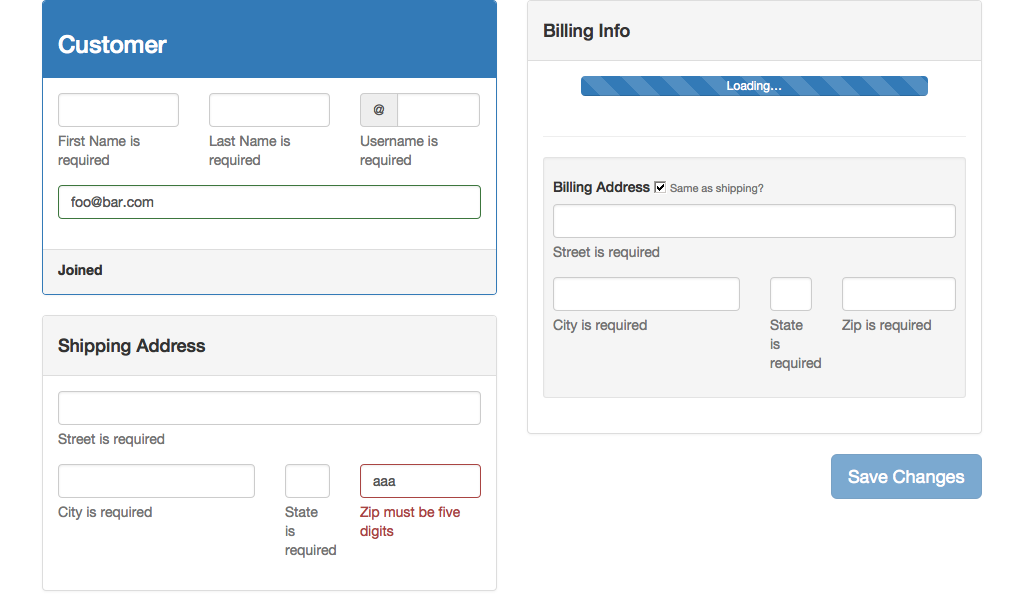 Customer
@
First Name is
required
Last Name is
required
Username is
required
foo@bar.com
Joined
Shipping Address
Street is required
aaa
City is required
State
is
required
Zip must be five
digits
Billing Info
Loading...
Billing Address Same as shipping?
Street is required
City is required
State
is
required
Zip is required
Save Changes